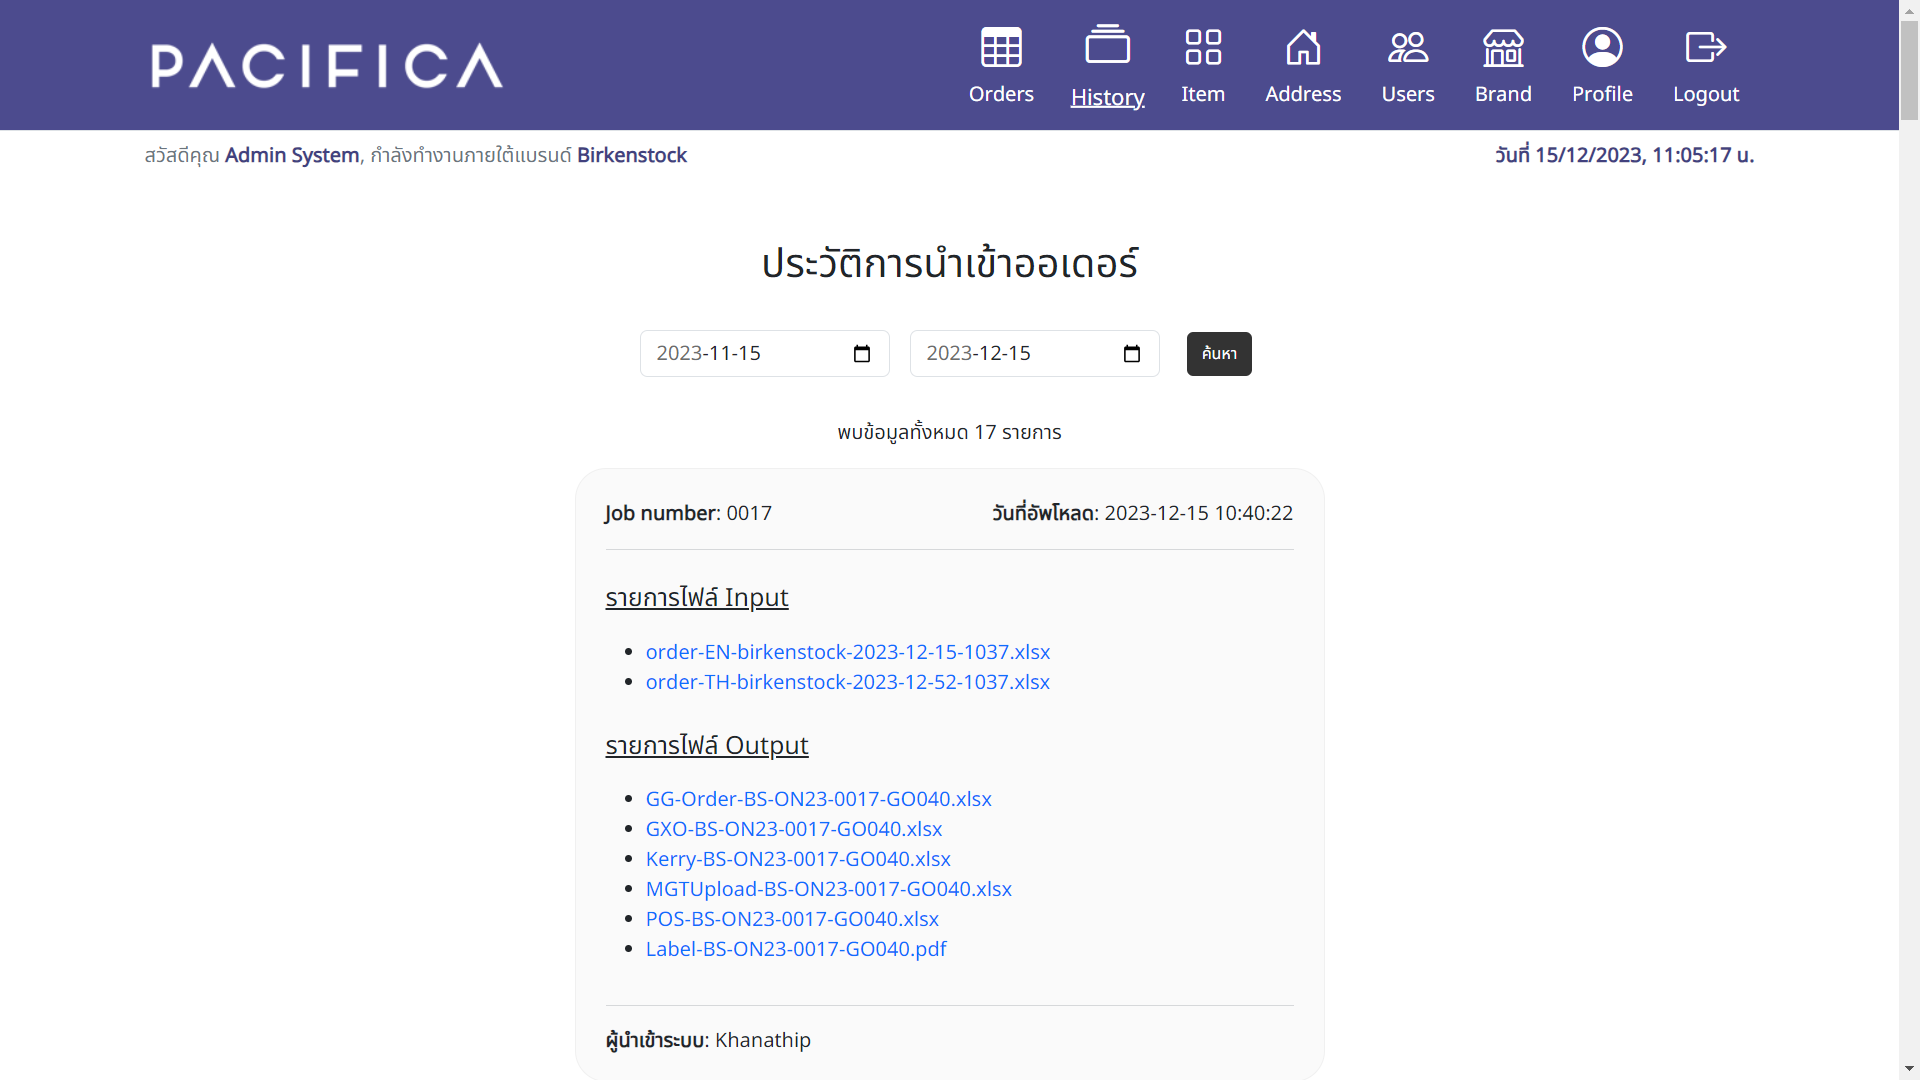 PACIFICA
Orders History Item Address Users Brand Profile Logout
สวัสดีคุณ Admin System, กำลังทำงานภายใต้แบรนด์ Birkenstock
วันที่ 15/12/2023, 11:05:17 น.
ประวัติการนำเข้าออเดอร์
2023-11-15 2023-12-15 ค้นหา
พบข้อมูลทั้งหมด 17 รายการ
Job number: 0017 วันที่อัพโหลด: 2023-12-15 10:40:22
รายการไฟล์ Input
order-EN-birkenstock-2023-12-15-1037.xlsx
order-TH-birkenstock-2023-12-52-1037.xlsx
รายการไฟล์ Output
GG-Order-BS-ON23-0017-GO040.xlsx
GXO-BS-ON23-0017-GO040.xlsx
Kerry-BS-ON23-0017-GO040.xlsx
MGTUpload-BS-ON23-0017-GO040.xlsx
POS-BS-ON23-0017-GO040.xlsx
Label-BS-ON23-0017-GO040.pdf
ผู้นำเข้าระบบ: Khanathip